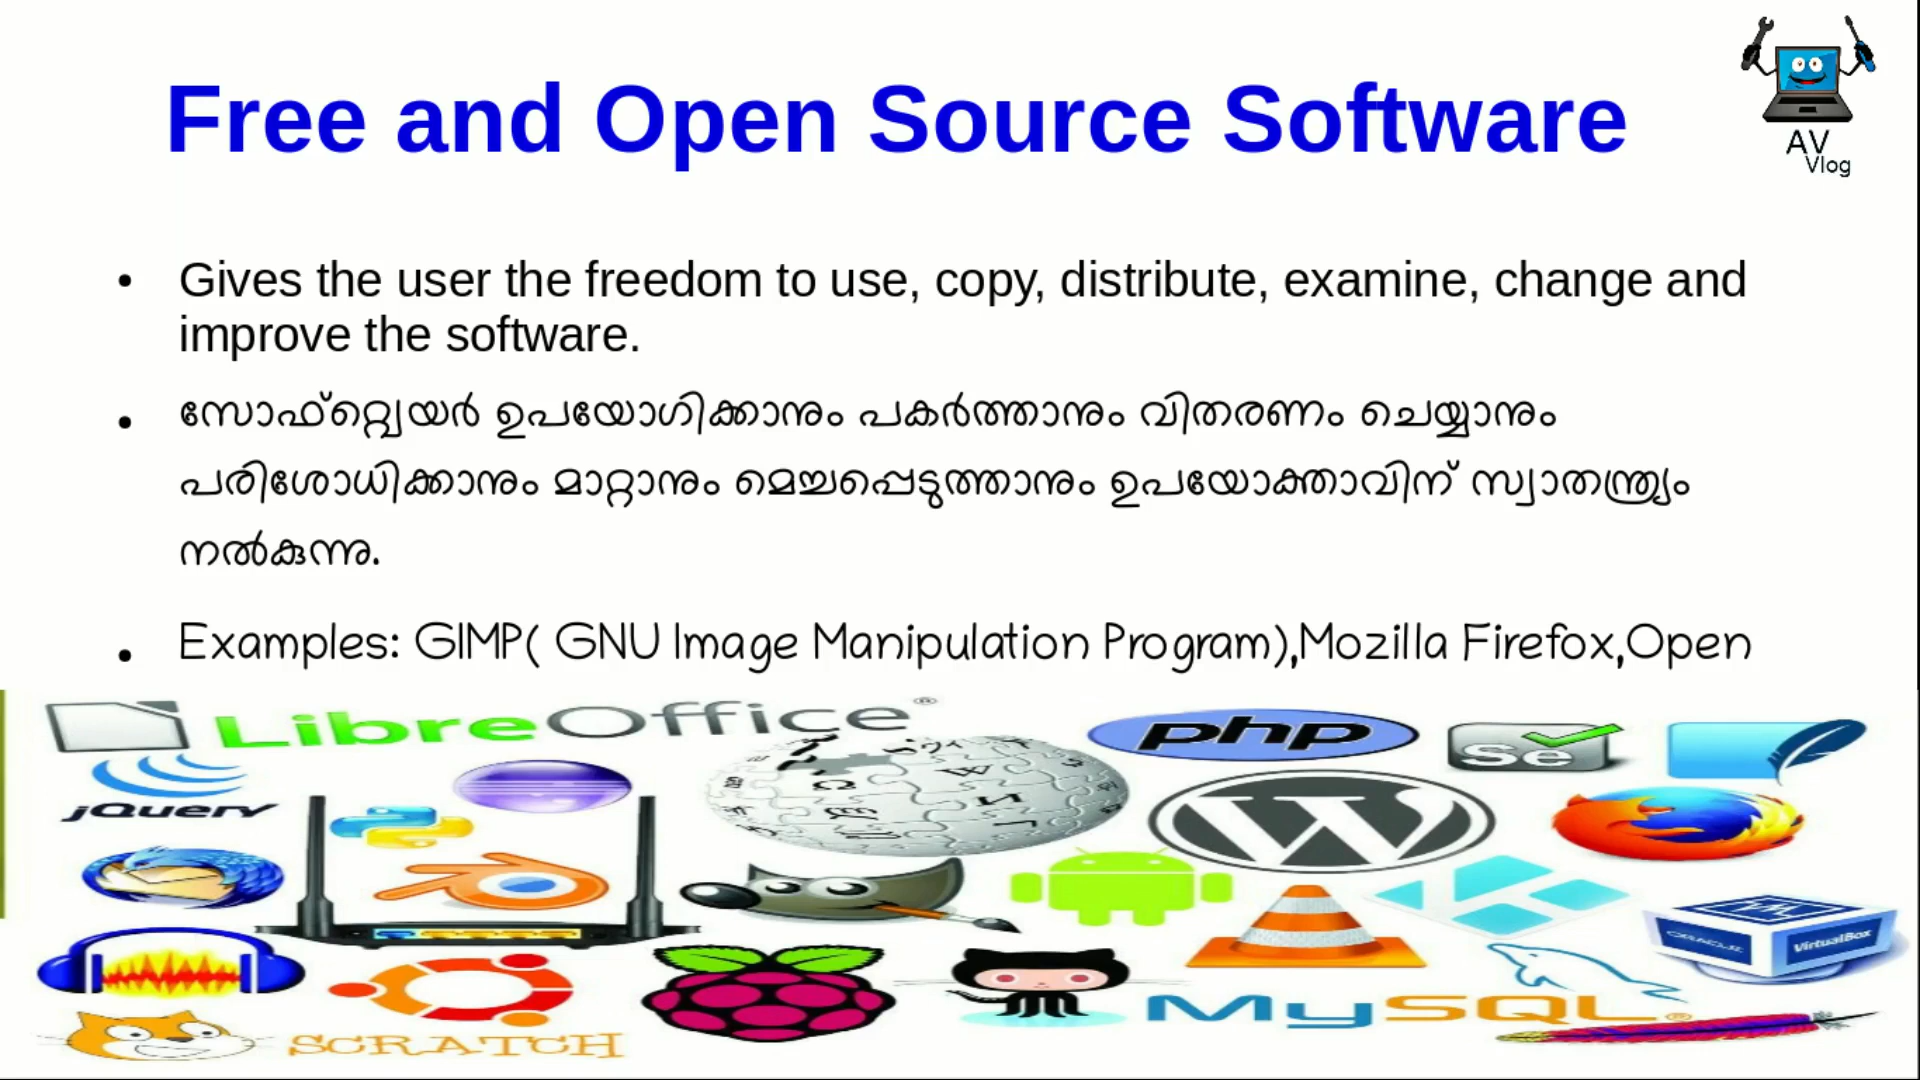 Free and Open Source Software
AV
Vlog
• Gives the user the freedom to use, copy, distribute, examine, change and
improve the software.
• സോഫ്റ്റ്വെയർ ഉപയോഗിക്കാനും പകർത്താനും വിതരണം ചെയ്യാനും
പരിശോധിക്കാനും മാറ്റാനും മെച്ചപ്പെടുത്താനും ഉപയോക്താവിന് സ്വാതന്ത്ര്യം
നൽകുന്നു.
• Examples: GIMP( GNU Image Manipulation Program),Mozilla Firefox,Open
LibreOffice®
php
Se
jQuery
W
ORACLE
VirtualBox
MySQL®
SCRATCH